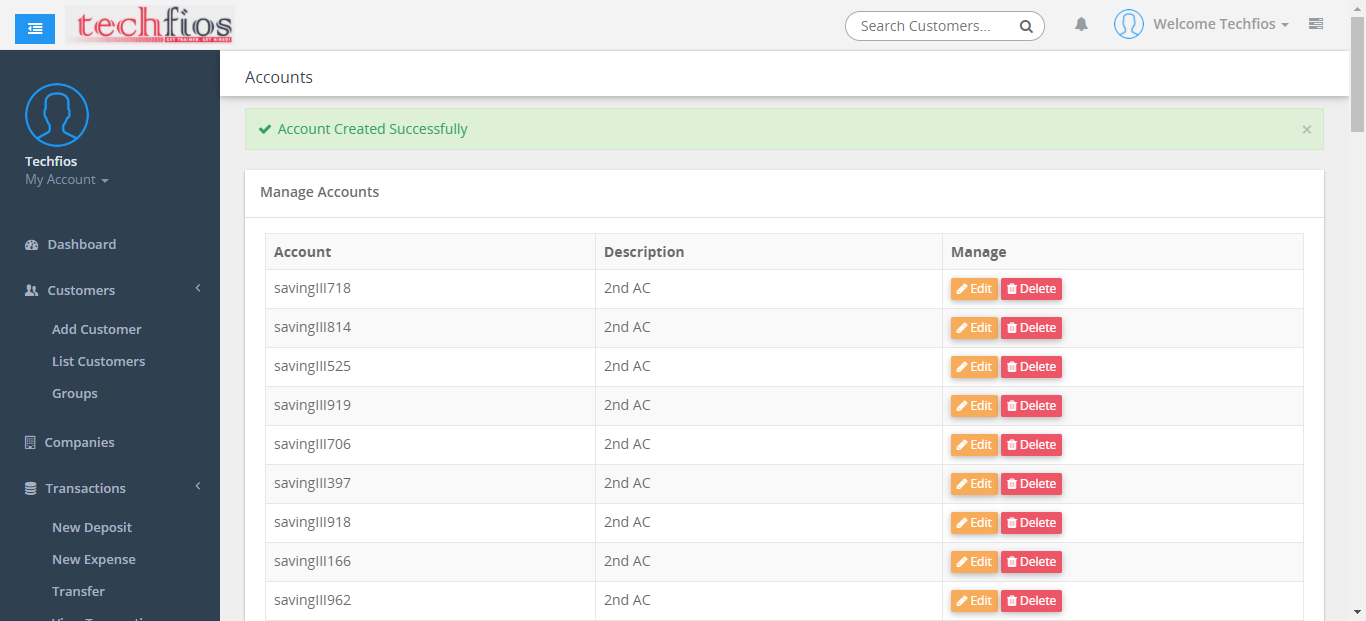 techfios
GET TRAINED. GET HIRED!
Search Customers...
Welcome Techfios
Techfios
My Account
Dashboard
Customers
Add Customer
List Customers
Groups
Companies
Transactions
New Deposit
New Expense
Transfer
Accounts
Account Created Successfully
×
Manage Accounts
Account Description Manage
savingIII718 2nd AC Edit Delete
savingIII814 2nd AC Edit Delete
savingIII525 2nd AC Edit Delete
savingIII919 2nd AC Edit Delete
savingIII706 2nd AC Edit Delete
savingIII397 2nd AC Edit Delete
savingIII918 2nd AC Edit Delete
savingIII166 2nd AC Edit Delete
savingIII962 2nd AC Edit Delete